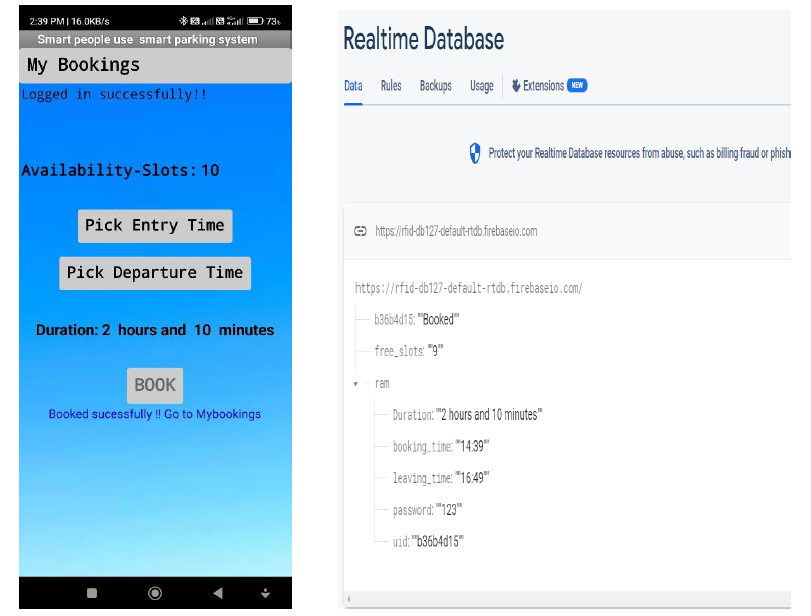 2:39 PM | 16.0KB/s
73
Smart people use smart parking system
My Bookings
Logged in successfully!!
Availability-Slots: 10
Pick Entry Time
Pick Departure Time
Duration: 2 hours and 10 minutes
BOOK
Booked sucessfully !! Go to Mybookings
Realtime Database
Data Rules Backups Usage Extensions NEW
Protect your Realtime Database resources from abuse, such as billing fraud or phish
https://rfid-db127-default-rtdb.firebaseio.com
https://rfid-db127-default-rtdb.firebaseio.com/
b36b4d15: "'Booked'"
free_slots: "'9'"
ram
Duration: "'2 hours and 10 minutes'"
booking_time: "'14:39'"
leaving_time: "'16:49'"
password: "'123'"
uid: "'b36b4d15'"